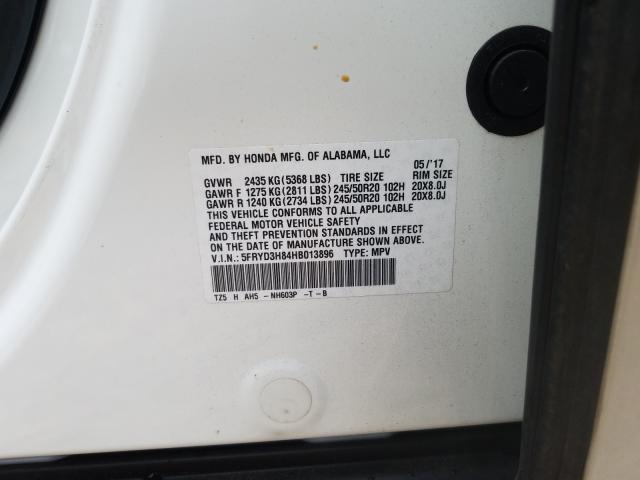 MFD. BY HONDA MFG. OF ALABAMA, LLC 05/'17
GVWR 2435 KG(5368 LBS) TIRE SIZE RIM SIZE
GAWR F 1275 KG(2811 LBS)245/50R20 102H 20X8.0J
GAWR R 1240 KG(2734 LBS)245/50R20 102H 20X8.0J
THIS VEHICLE CONFORMS TO ALL APPLICABLE
FEDERAL MOTOR VEHICLE SAFETY
AND THEFT PREVENTION STANDARDS IN EFFECT
ON THE DATE OF MANUFACTURE SHOWN ABOVE.
V.I.N.: 5FRYD3H84HB013896 TYPE: MPV
TZ5 H AH5 - NH603P -T-B